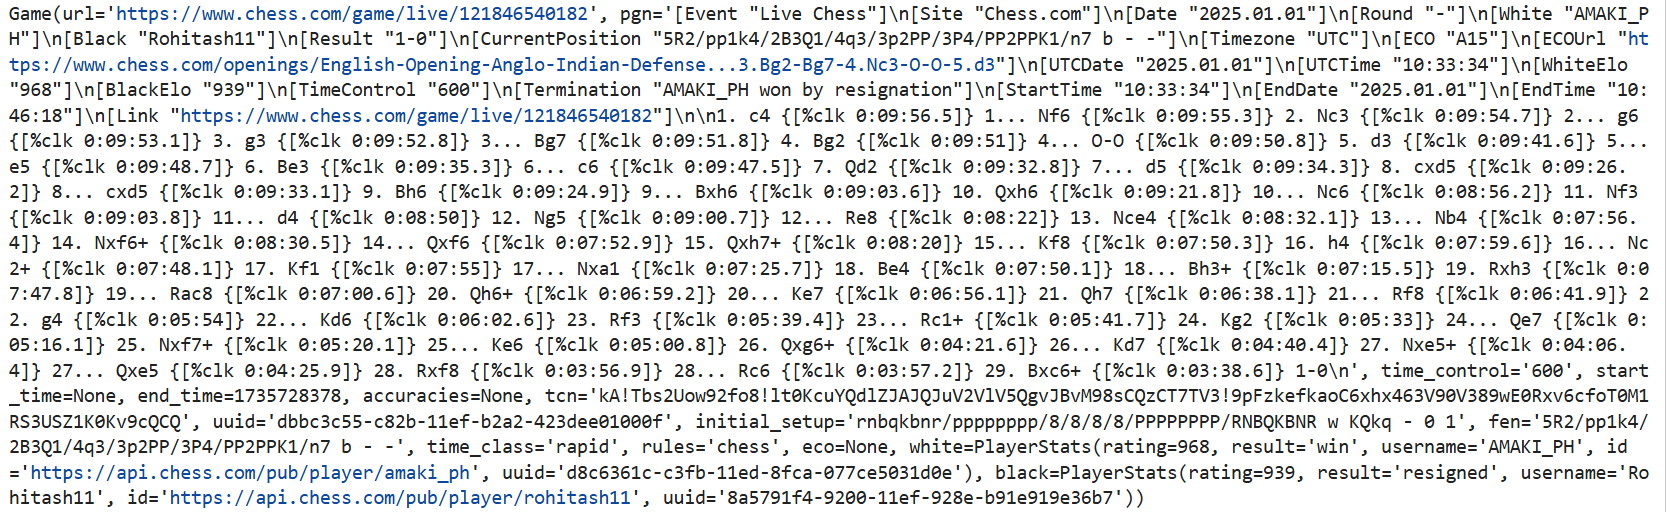 Game(url='https://www.chess.com/game/live/121846540182', pgn='[Event "Live Chess"]\n[Site "Chess.com"]\n[Date "2025.01.01"]\n[Round "-"]\n[White "AMAKI_P
H"]\n[Black "Rohitash11"]\n[Result "1-0"]\n[CurrentPosition "5R2/pp1k4/2B3Q1/4q3/3p2PP/3P4/PP2PPK1/n7 b - -"]\n[Timezone "UTC"]\n[ECO "A15"]\n[ECOUrl "ht
tps://www.chess.com/openings/English-Opening-Anglo-Indian-Defense...3.Bg2-Bg7-4.Nc3-O-O-5.d3"]\n[UTCDate "2025.01.01"]\n[UTCTime "10:33:34"]\n[WhiteElo
"968"]\n[BlackElo "939"]\n[TimeControl "600"]\n[Termination "AMAKI_PH won by resignation"]\n[StartTime "10:33:34"]\n[EndDate "2025.01.01"]\n[EndTime "10:
46:18"]\n[Link "https://www.chess.com/game/live/121846540182"]\n\n1. c4 {[%clk 0:09:56.5]} 1... Nf6 {[%clk 0:09:55.3]} 2. Nc3 {[%clk 0:09:54.7]} 2... g6
{[%clk 0:09:53.1]} 3. g3 {[%clk 0:09:52.8]} 3... Bg7 {[%clk 0:09:51.8]} 4. Bg2 {[%clk 0:09:51]} 4... O-O {[%clk 0:09:50.8]} 5. d3 {[%clk 0:09:41.6]} 5...
e5 {[%clk 0:09:48.7]} 6. Be3 {[%clk 0:09:35.3]} 6... c6 {[%clk 0:09:47.5]} 7. Qd2 {[%clk 0:09:32.8]} 7... d5 {[%clk 0:09:34.3]} 8. cxd5 {[%clk 0:09:26.
2]} 8... cxd5 {[%clk 0:09:33.1]} 9. Bh6 {[%clk 0:09:24.9]} 9... Bxh6 {[%clk 0:09:03.6]} 10. Qxh6 {[%clk 0:09:21.8]} 10... Nc6 {[%clk 0:08:56.2]} 11. Nf3
{[%clk 0:09:03.8]} 11... d4 {[%clk 0:08:50]} 12. Ng5 {[%clk 0:09:00.7]} 12... Re8 {[%clk 0:08:22]} 13. Nce4 {[%clk 0:08:32.1]} 13... Nb4 {[%clk 0:07:56.
4]} 14. Nxf6+ {[%clk 0:08:30.5]} 14... Qxf6 {[%clk 0:07:52.9]} 15. Qxh7+ {[%clk 0:08:20]} 15... Kf8 {[%clk 0:07:50.3]} 16. h4 {[%clk 0:07:59.6]} 16... Nc
2+ {[%clk 0:07:48.1]} 17. Kf1 {[%clk 0:07:55]} 17... Nxa1 {[%clk 0:07:25.7]} 18. Be4 {[%clk 0:07:50.1]} 18... Bh3+ {[%clk 0:07:15.5]} 19. Rxh3 {[%clk 0:0
7:47.8]} 19... Rac8 {[%clk 0:07:00.6]} 20. Qh6+ {[%clk 0:06:59.2]} 20... Ke7 {[%clk 0:06:56.1]} 21. Qh7 {[%clk 0:06:38.1]} 21... Rf8 {[%clk 0:06:41.9]} 2
2. g4 {[%clk 0:05:54]} 22... Kd6 {[%clk 0:06:02.6]} 23. Rf3 {[%clk 0:05:39.4]} 23... Rc1+ {[%clk 0:05:41.7]} 24. Kg2 {[%clk 0:05:33]} 24... Qe7 {[%clk 0:
05:16.1]} 25. Nxf7+ {[%clk 0:05:20.1]} 25... Ke6 {[%clk 0:05:00.8]} 26. Qxg6+ {[%clk 0:04:21.6]} 26... Kd7 {[%clk 0:04:40.4]} 27. Nxe5+ {[%clk 0:04:06.
4]} 27... Qxe5 {[%clk 0:04:25.9]} 28. Rxf8 {[%clk 0:03:56.9]} 28... Rc6 {[%clk 0:03:57.2]} 29. Bxc6+ {[%clk 0:03:38.6]} 1-0\n', time_control='600', start
_time=None, end_time=1735728378, accuracies=None, tcn='kA!Tbs2Uow92fo8!lt0KcuYQdlZJAJQJuV2VlV5QgvJBvM98sCQzCT7TV3!9pFzkefkaoC6xhx463V90V389wE0Rxv6cfoT0M1
RS3USZ1K0Kv9cQCQ', uuid='dbbc3c55-c82b-11ef-b2a2-423dee01000f', initial_setup='rnbqkbnr/pppppppp/8/8/8/8/PPPPPPPP/RNBQKBNR w KQkq - 0 1', fen='5R2/pp1k4/
2B3Q1/4q3/3p2PP/3P4/PP2PPK1/n7 b - -', time_class='rapid', rules='chess', eco=None, white=PlayerStats(rating=968, result='win', username='AMAKI_PH', id
='https://api.chess.com/pub/player/amaki_ph', uuid='d8c6361c-c3fb-11ed-8fca-077ce5031d0e'), black=PlayerStats(rating=939, result='resigned', username='Ro
hitash11', id='https://api.chess.com/pub/player/rohitash11', uuid='8a5791f4-9200-11ef-928e-b91e919e36b7'))